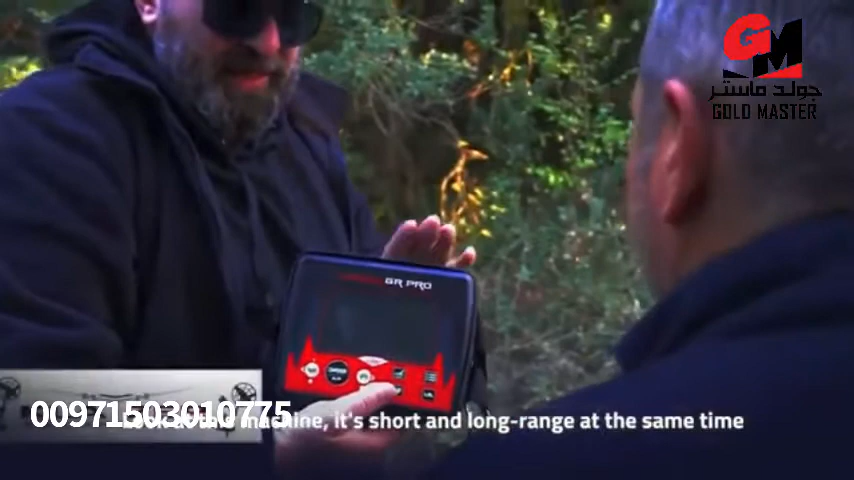 GM
جولد ماستر
GOLD MASTER
GR PRO
00971503010775
machine, it's short and long-range at the same time